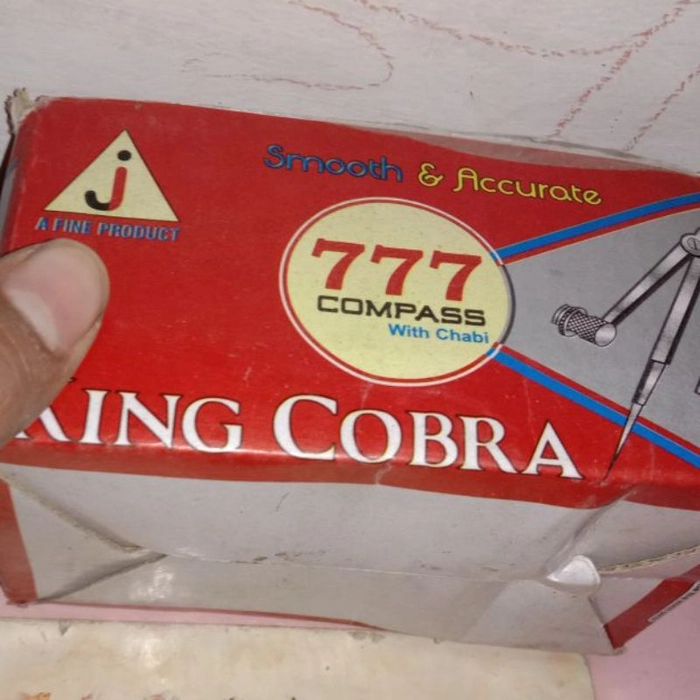 j
A FINE PRODUCT
Smooth & Accurate
777
COMPASS
With Chabi
KING COBRA